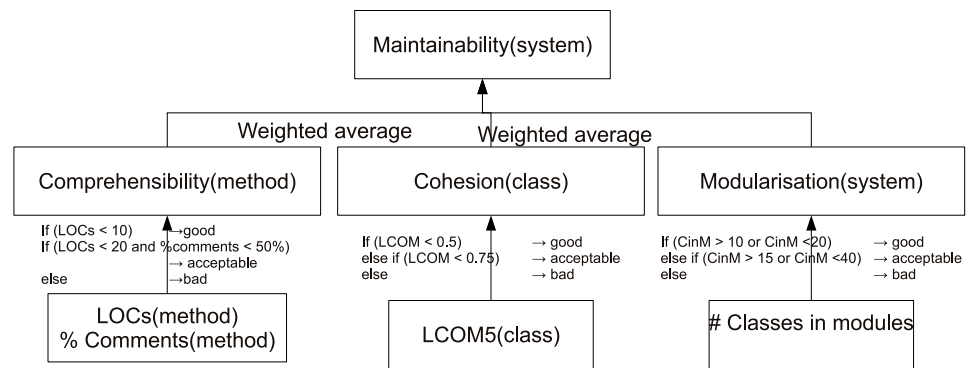 Maintainability(system)
Weighted average
Weighted average
Comprehensibility(method)
Cohesion(class)
Modularisation(system)
If (LOCs < 10) →good
If (LOCs < 20 and %comments < 50%)
→ acceptable
else →bad
If (LCOM < 0.5) → good
else if (LCOM < 0.75) → acceptable
else → bad
If (CinM > 10 or CinM <20) → good
else if (CinM > 15 or CinM <40) → acceptable
else → bad
LOCs(method)
% Comments(method)
LCOM5(class)
# Classes in modules